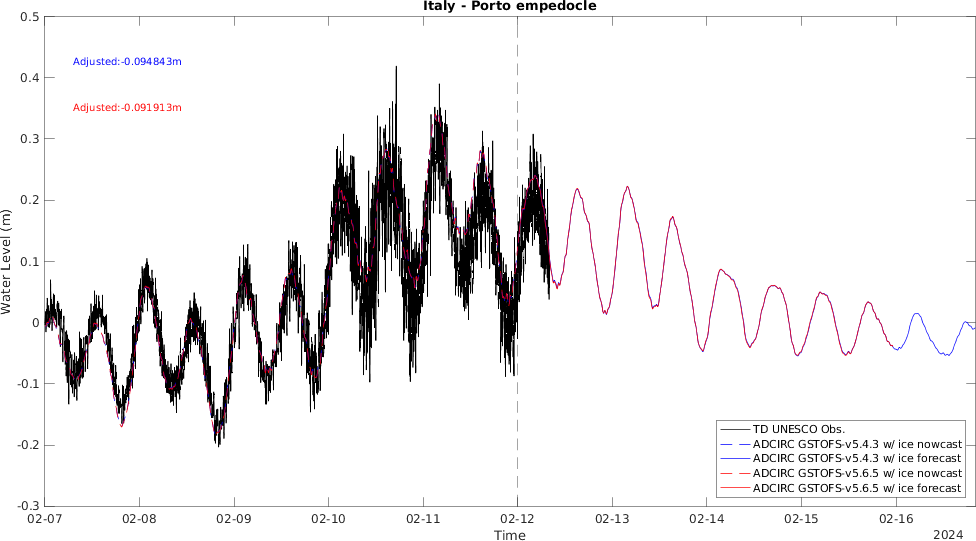 Italy - Porto empedocle
0.5
0.4
0.3
0.2
0.1
0
-0.1
-0.2
-0.3
Water Level (m)
Adjusted:-0.094843m
Adjusted:-0.091913m
TD UNESCO Obs.
ADCIRC GSTOFS-v5.4.3 w/ ice nowcast
ADCIRC GSTOFS-v5.4.3 w/ ice forecast
ADCIRC GSTOFS-v5.6.5 w/ ice nowcast
ADCIRC GSTOFS-v5.6.5 w/ ice forecast
02-07 02-08 02-09 02-10 02-11 02-12 02-13 02-14 02-15 02-16
Time
2024